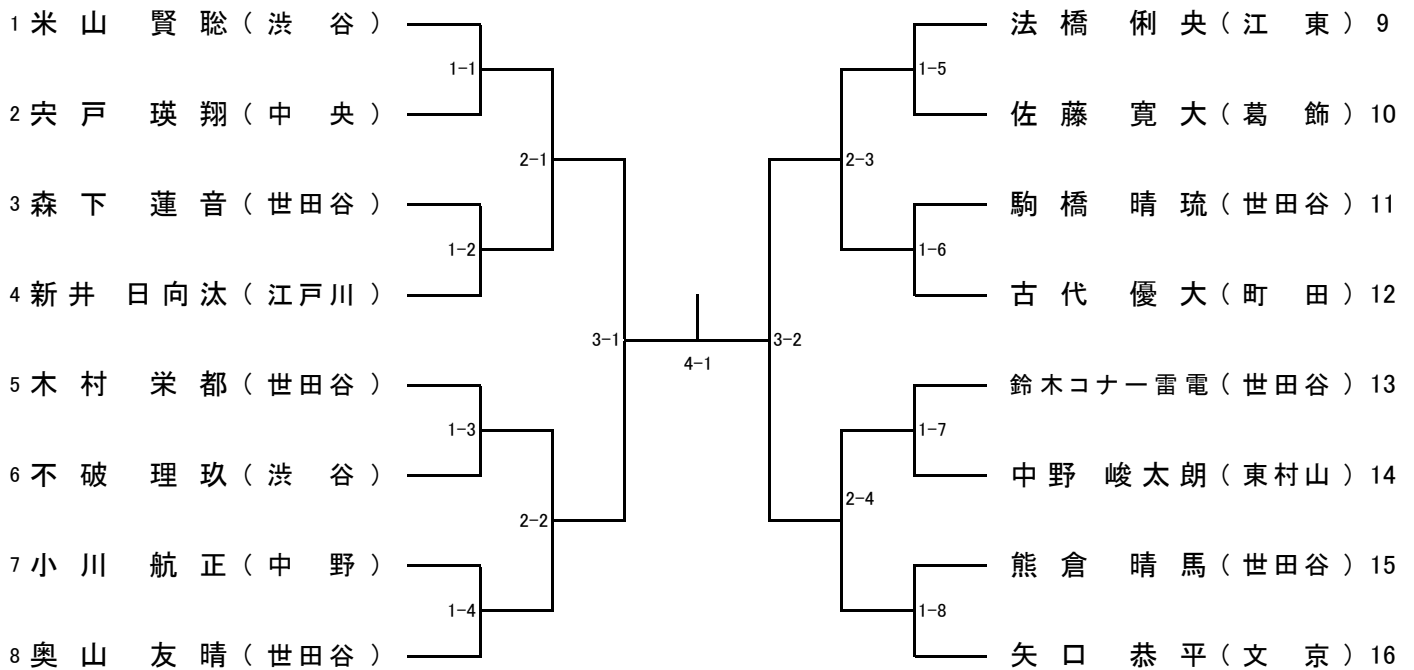 1 米山 賢聡（渋谷）
1-1
2 宍戸 瑛翔（中央）
2-1
3 森下 蓮音（世田谷）
1-2
4 新井 日向汰（江戸川）
3-1
5 木村 栄都（世田谷）
1-3
6 不破 理玖（渋谷）
2-2
7 小川 航正（中野）
1-4
8 奥山 友晴（世田谷）
4-1
法橋 俐央（江東）9
1-5
佐藤 寛大（葛飾）10
2-3
駒橋 晴琉（世田谷）11
1-6
古代 優大（町田）12
3-2
鈴木コナー雷電（世田谷）13
1-7
中野 峻太朗（東村山）14
2-4
熊倉 晴馬（世田谷）15
1-8
矢口 恭平（文京）16